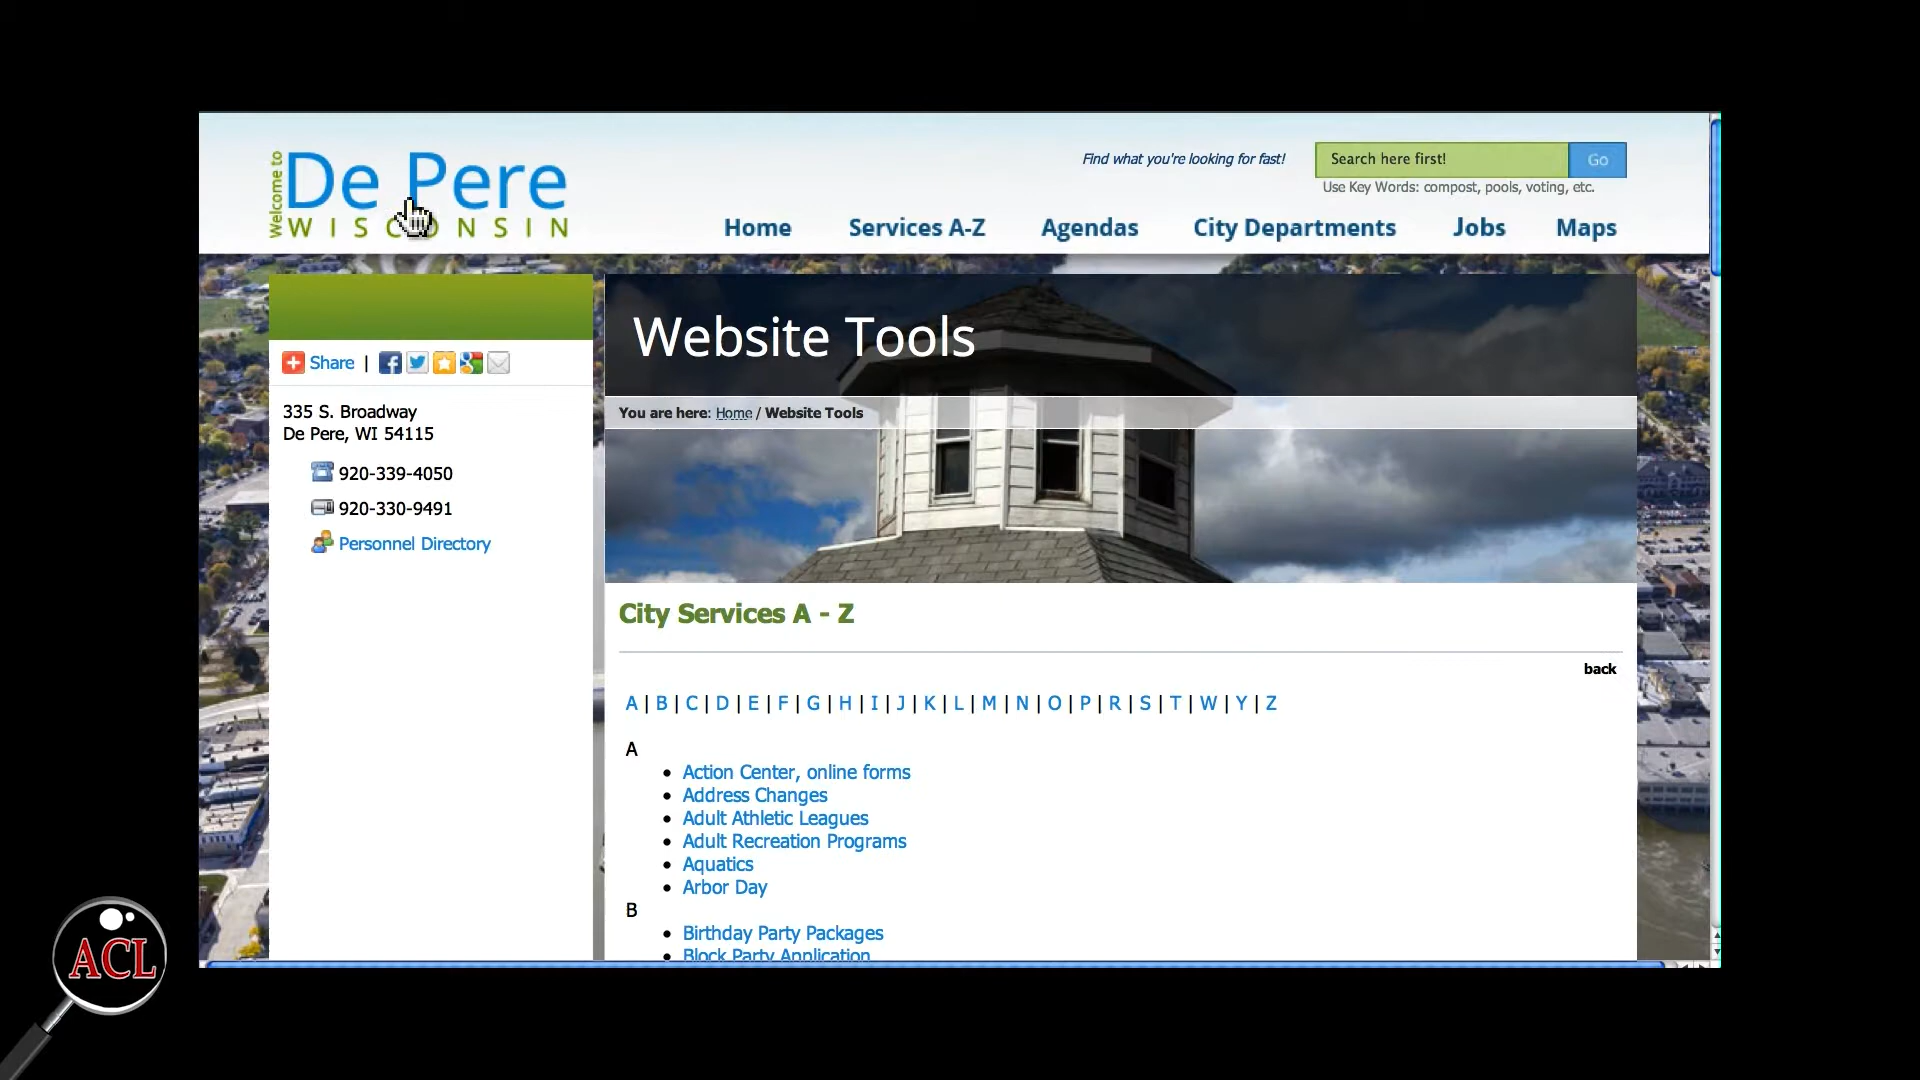 Welcome to
De Pere
WISCONSIN
Find what you're looking for fast!
Search here first!
Go
Use Key Words: compost, pools, voting, etc.
Home
Services A-Z
Agendas
City Departments
Jobs
Maps
Share |
335 S. Broadway
De Pere, WI 54115
920-339-4050
920-330-9491
Personnel Directory
Website Tools
You are here: Home / Website Tools
City Services A - Z
back
A | B | C | D | E | F | G | H | I | J | K | L | M | N | O | P | R | S | T | W | Y | Z
A
Action Center, online forms
Address Changes
Adult Athletic Leagues
Adult Recreation Programs
Aquatics
Arbor Day
B
Birthday Party Packages
Block Party Application
ACL